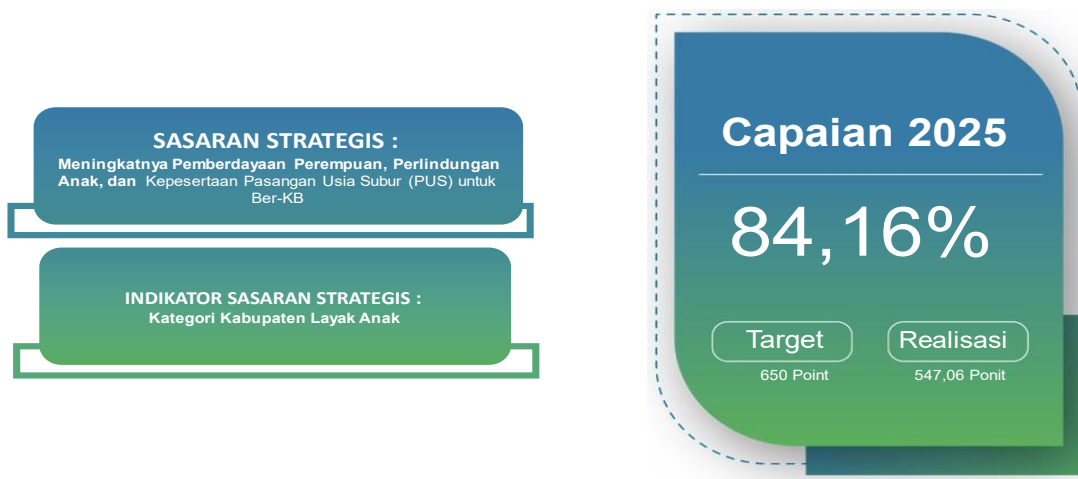 SASARAN STRATEGIS :
Meningkatnya Pemberdayaan Perempuan, Perlindungan
Anak, dan Kepesertaan Pasangan Usia Subur (PUS) untuk
Ber-KB
INDIKATOR SASARAN STRATEGIS :
Kategori Kabupaten Layak Anak
Capaian 2025
84,16%
Target
Realisasi
650 Point
547,06 Ponit